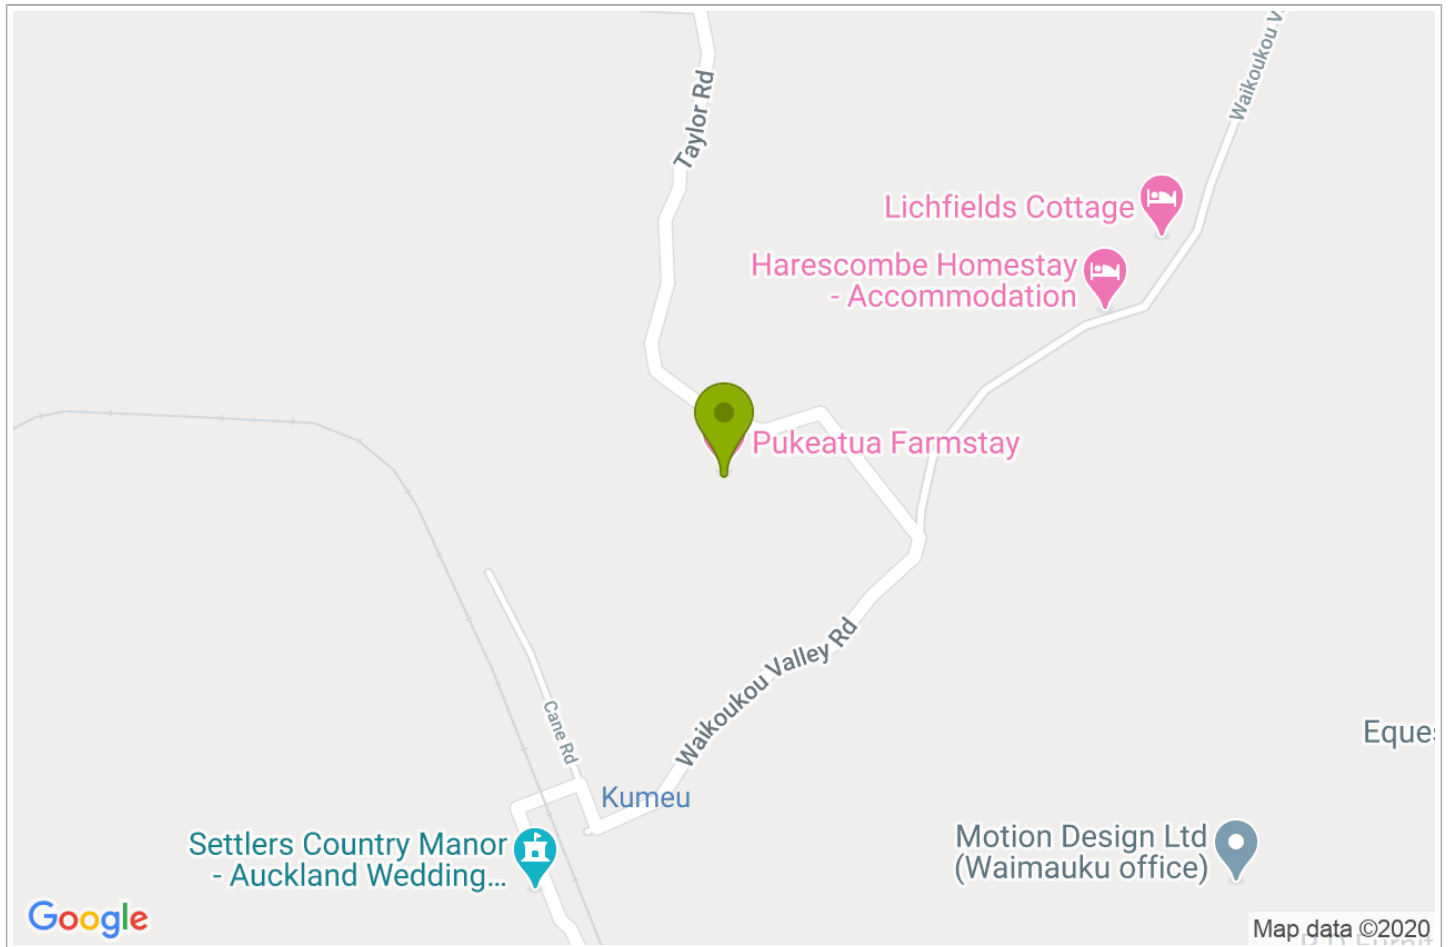 Taylor Rd
Waikoukou V
Lichfields Cottage
Harescombe Homestay
- Accommodation
Pukeatua Farmstay
Waikoukou Valley Rd
Cane Rd
Eques
Kumeu
Settlers Country Manor
- Auckland Wedding...
Motion Design Ltd
(Waimauku office)
Google
Map data ©2020